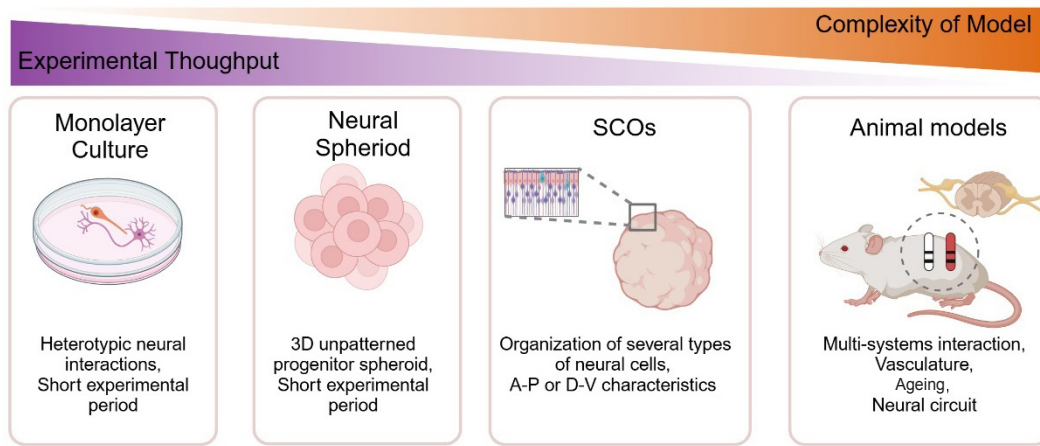 Complexity of Model
Experimental Thoughput
Monolayer
Culture
Heterotypic neural
interactions,
Short experimental
period
Neural
Spheriod
3D unpatterned
progenitor spheroid,
Short experimental
period
SCOs
Organization of several types
of neural cells,
A-P or D-V characteristics
Animal models
Multi-systems interaction,
Vasculature,
Ageing,
Neural circuit